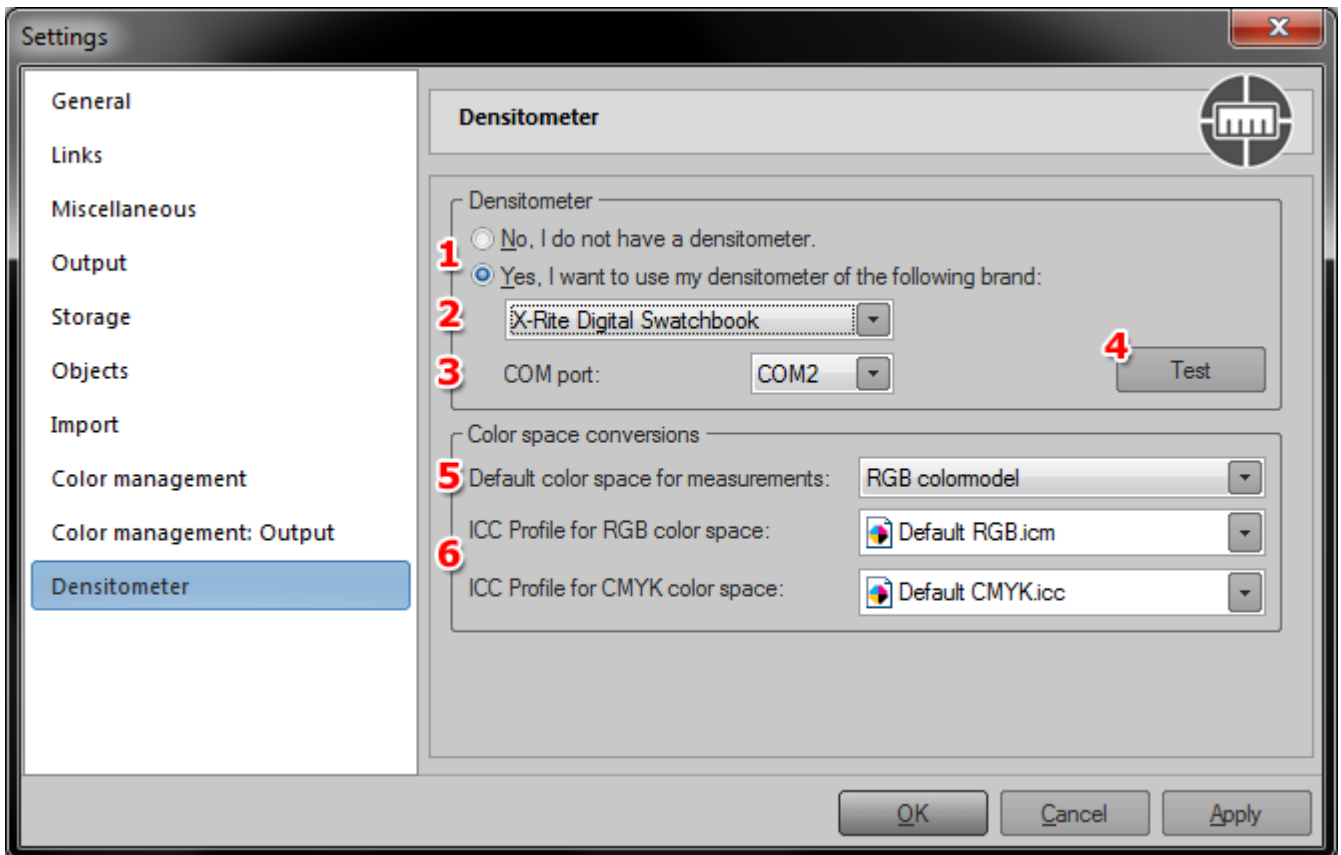 Settings
x
General
Links
Miscellaneous
Output
Storage
Objects
Import
Color management
Color management: Output
Densitometer
Densitometer
Densitometer
1
No, I do not have a densitometer.
Yes, I want to use my densitometer of the following brand:
2
X-Rite Digital Swatchbook
3
COM port:
COM2
4
Test
Color space conversions
5
Default color space for measurements:
RGB colormodel
6
ICC Profile for RGB color space:
Default RGB.icm
ICC Profile for CMYK color space:
Default CMYK.icc
OK
Cancel
Apply